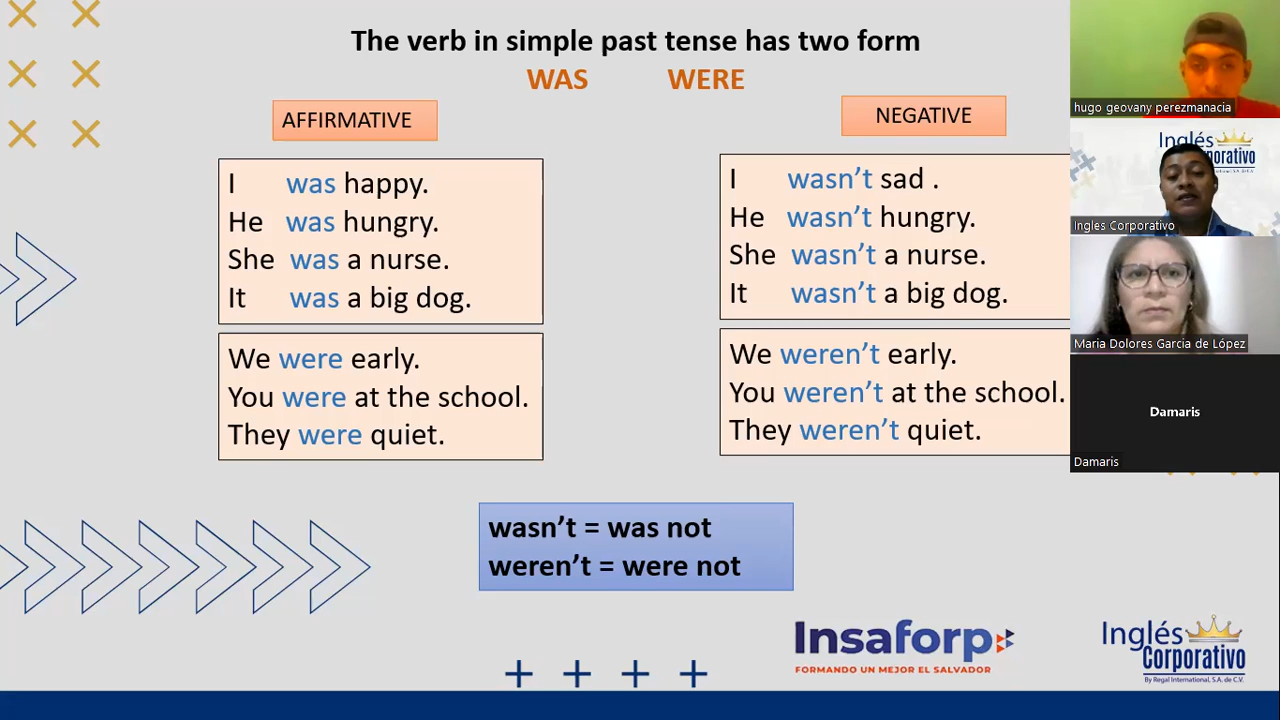 The verb in simple past tense has two form
WAS WERE
AFFIRMATIVE
I was happy.
He was hungry.
She was a nurse.
It was a big dog.
We were early.
You were at the school.
They were quiet.
NEGATIVE
I wasn’t sad .
He wasn’t hungry.
She wasn’t a nurse.
It wasn’t a big dog.
We weren’t early.
You weren’t at the school.
They weren’t quiet.
wasn’t = was not
weren’t = were not
Insaforp
FORMANDO UN MEJOR EL SALVADOR
Inglés
Corporativo
By Regal International, S.A. de C.V.
hugo geovany perezmanacia
Inglés
orporativo
Ingles Corporativo
Maria Dolores Garcia de López
Damaris
Damaris